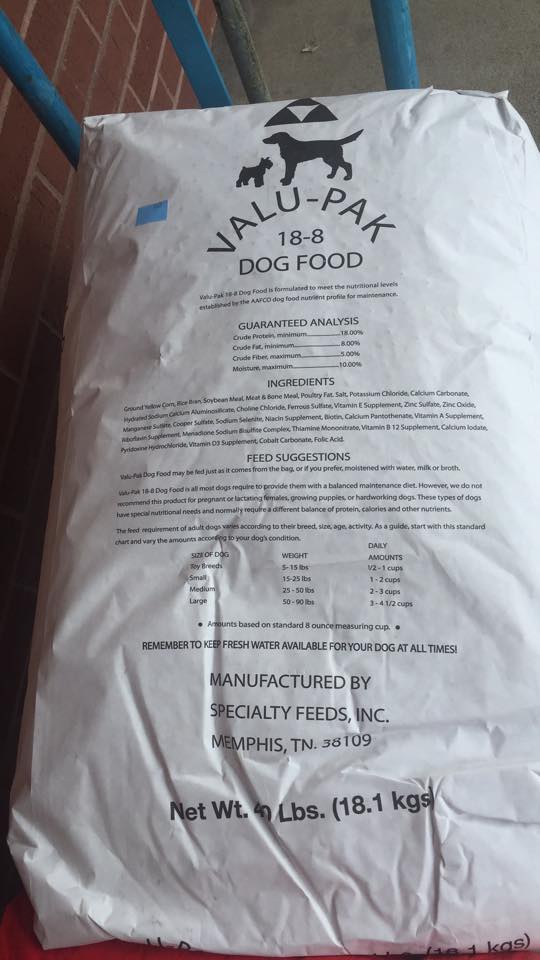 VALU-PAK
18-8
DOG FOOD
Valu-Pak 18-8 Dog Food is formulated to meet the nutritional levels
established by the AAFCO dog food nutrient profile for maintenance.
GUARANTEED ANALYSIS
Crude Protein, minimum 18.00%
Crude Fat, minimum 8.00%
Crude Fiber, maximum 5.00%
Moisture, maximum 10.00%
INGREDIENTS
Ground Yellow Corn, Rice Bran, Soybean Meal, Meat & Bone Meal, Poultry Fat, Salt, Potassium Chloride, Calcium Carbonate,
Hydrated Sodium Calcium Aluminosilicate, Choline Chloride, Ferrous Sulfate, Vitamin E Supplement, Zinc Sulfate, Zinc Oxide,
Manganese Sulfate, Cooper Sulfate, Sodium Selenite, Niacin Supplement, Biotin, Calcium Pantothenate, Vitamin A Supplement,
Riboflavin Supplement, Menadione Sodium Bisulfite Complex, Thiamine Mononitrate, Vitamin B 12 Supplement, Calcium Iodate,
Pyridoxine Hydrochloride, Vitamin D3 Supplement, Cobalt Carbonate, Folic Acid.
FEED SUGGESTIONS
Valu-Pak Dog Food may be fed just as it comes from the bag, or if you prefer, moistened with water, milk or broth.
Valu-Pak 18-8 Dog Food is all most dogs require to provide them with a balanced maintenance diet. However, we do not
recommend this product for pregnant or lactating females, growing puppies, or hardworking dogs. These types of dogs
have special nutritional needs and normally require a different balance of protein, calories and other nutrients.
The feed requirement of adult dogs varies according to their breed, size, age, activity. As a guide, start with this standard
chart and vary the amounts according to your dog's condition.
SIZE OF DOG WEIGHT DAILY AMOUNTS
Toy Breeds 5-15 lbs 1/2 - 1 cups
Small 15-25 lbs 1 - 2 cups
Medium 25 - 50 lbs 2 - 3 cups
Large 50 - 90 lbs 3 - 4 1/2 cups
• Amounts based on standard 8 ounce measuring cup. •
REMEMBER TO KEEP FRESH WATER AVAILABLE FOR YOUR DOG AT ALL TIMES!
MANUFACTURED BY
SPECIALTY FEEDS, INC.
MEMPHIS, TN. 38109
Net Wt. 40 Lbs. (18.1 kgs)